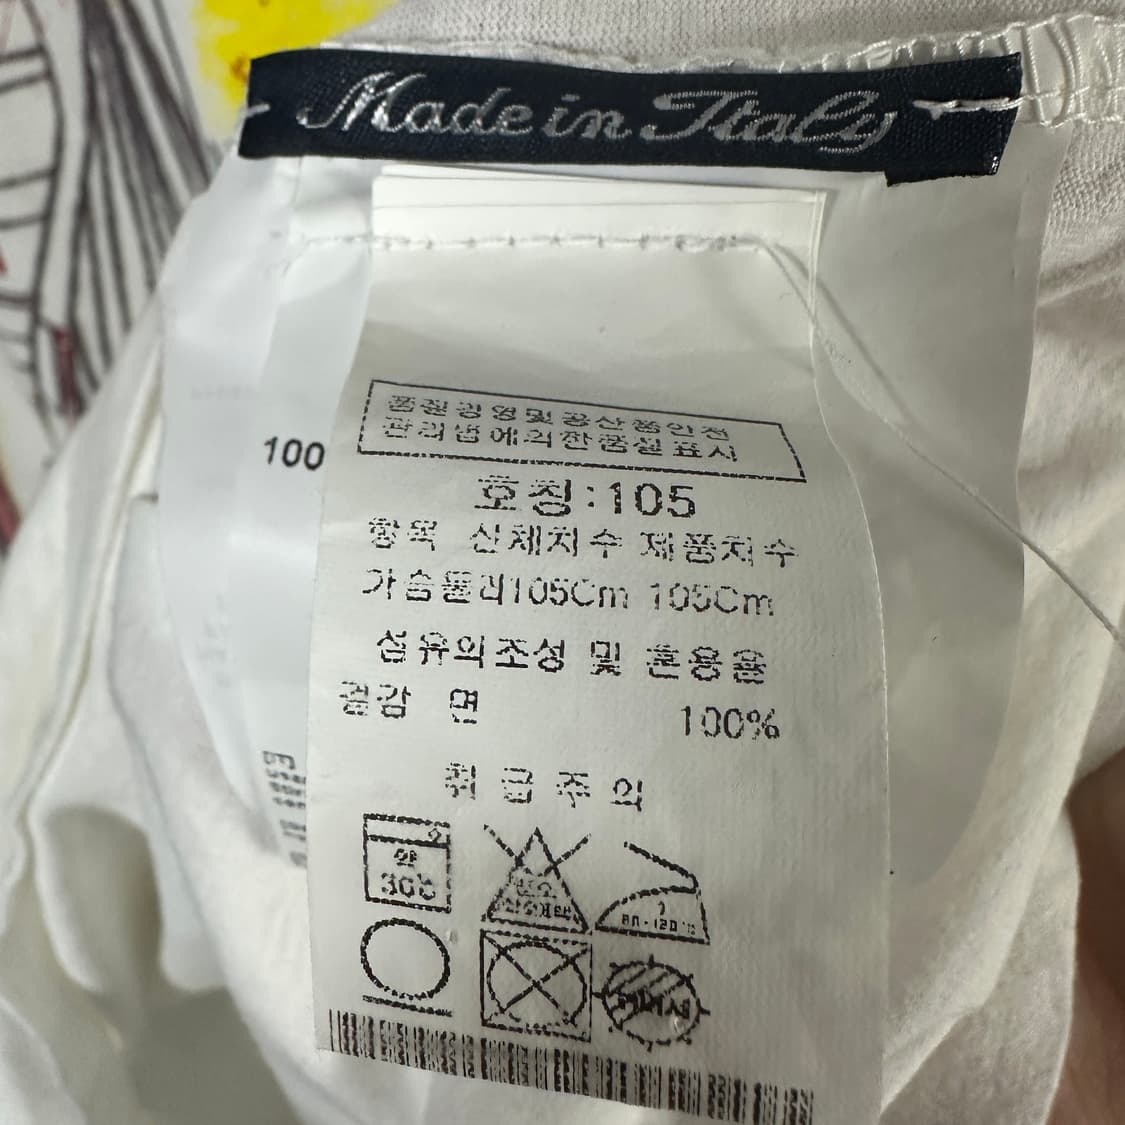 Made in Italy
품질경영및공산품안전
관리법에의한품질표시
100
호칭:105
항목 신체치수 제품치수
가슴둘레105Cm 105Cm
섬유의조성 및 혼용율
겉감 면 100%
취급주의
약
30℃
80-120℃